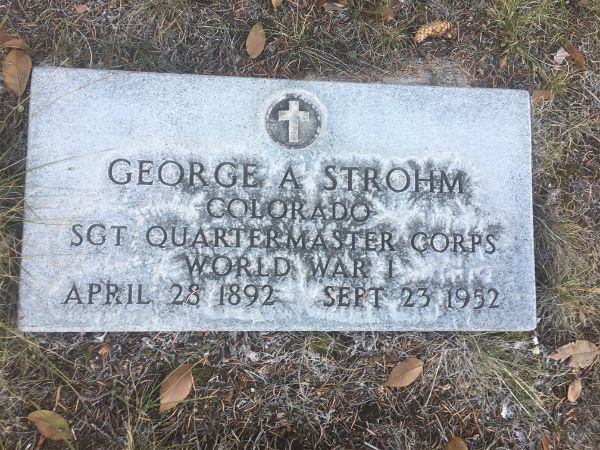 GEORGE A STROHM
COLORADO
SGT QUARTERMASTER CORPS
WORLD WAR I
APRIL 28 1892 SEPT 23 1952